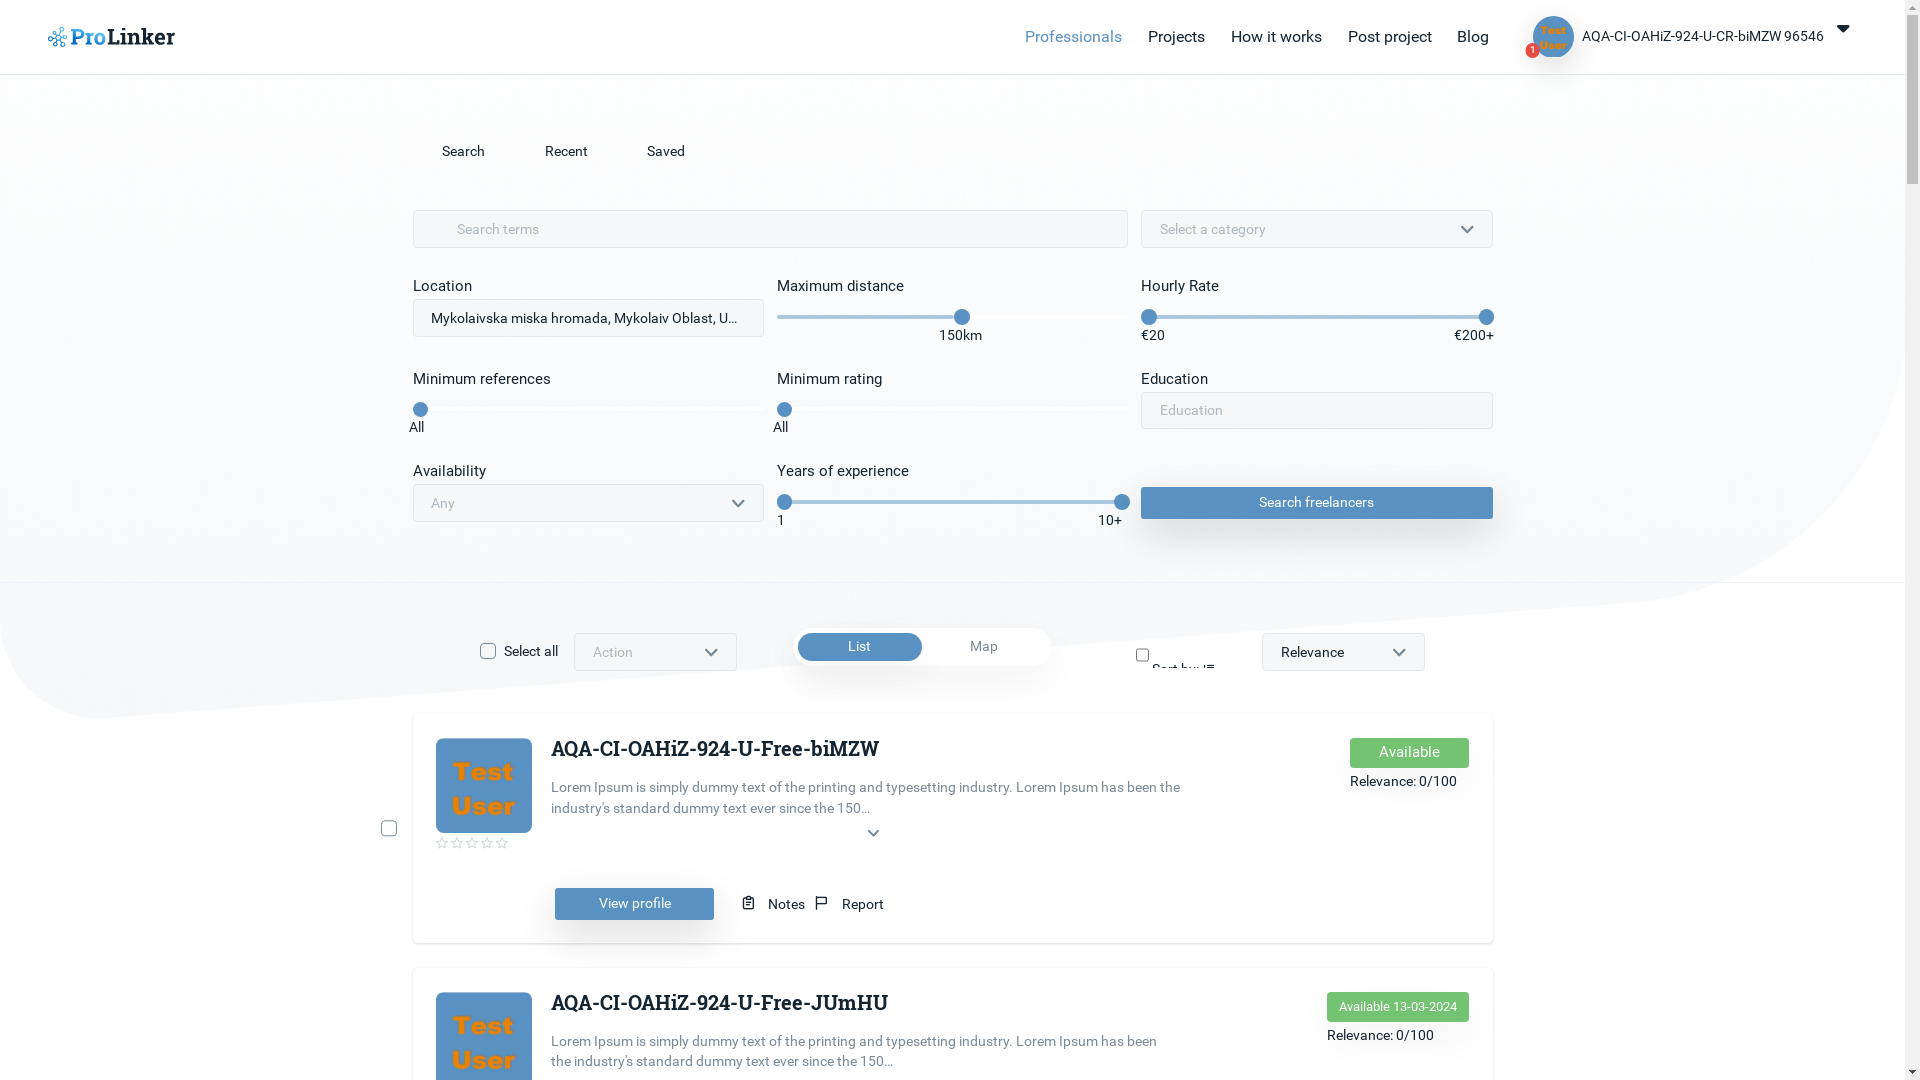 ProLinker
Professionals
Projects
How it works
Post project
Blog
Test
User
1
AQA-CI-OAHiZ-924-U-CR-biMZW 96546
Search
Recent
Saved
Search terms
Select a category
Location
Maximum distance
Hourly Rate
Mykolaivska miska hromada, Mykolaiv Oblast, U...
150km
€20
€200+
Minimum references
Minimum rating
Education
All
All
Education
Availability
Years of experience
Any
1
10+
Search freelancers
Select all
Action
List
Map
Sort by:
Relevance
Test
User
AQA-CI-OAHiZ-924-U-Free-biMZW
Available
Relevance: 0/100
Lorem Ipsum is simply dummy text of the printing and typesetting industry. Lorem Ipsum has been the
industry's standard dummy text ever since the 150...
View profile
Notes
Report
Test
User
AQA-CI-OAHiZ-924-U-Free-JUmHU
Available 13-03-2024
Relevance: 0/100
Lorem Ipsum is simply dummy text of the printing and typesetting industry. Lorem Ipsum has been
the industry's standard dummy text ever since the 150...